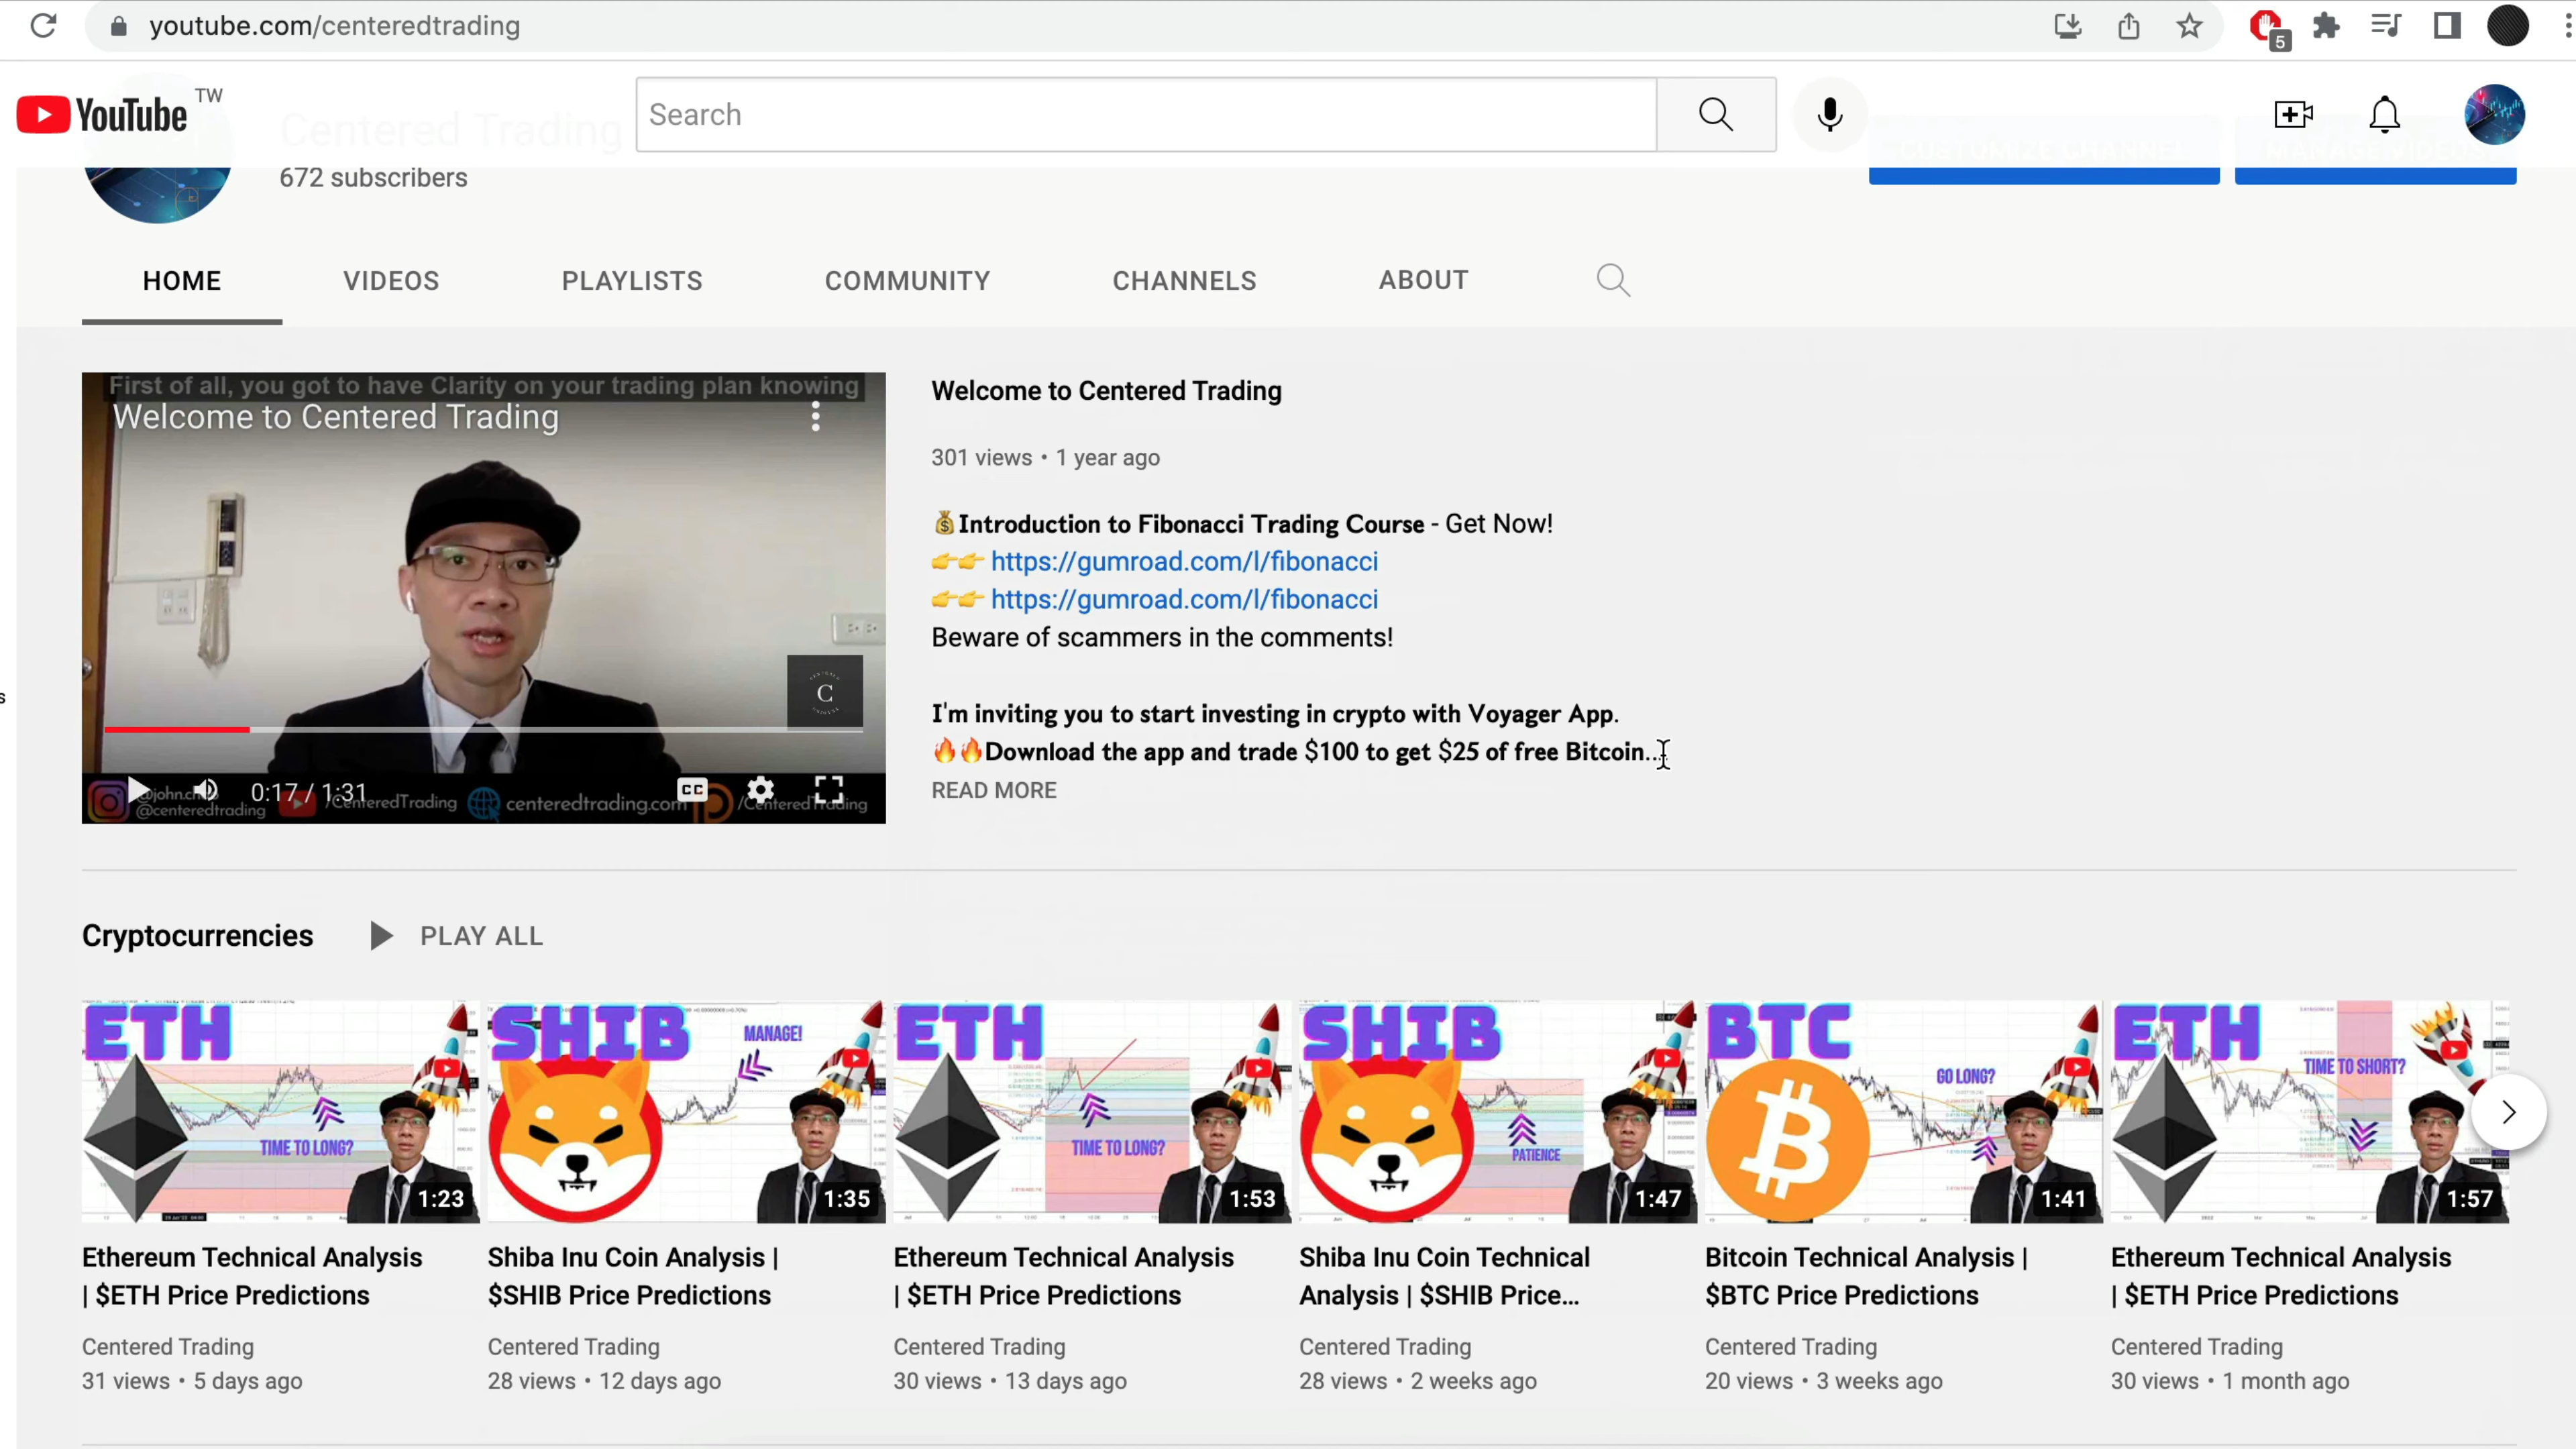 youtube.com/centeredtrading
5
YouTube TW
Search
Centered Trading
672 subscribers
HOME
VIDEOS
PLAYLISTS
COMMUNITY
CHANNELS
ABOUT
First of all, you got to have Clarity on your trading plan knowing
Welcome to Centered Trading
C
0:17 / 1:31
CC
@centeredtrading
/CenteredTrading
centeredtrading.com
/CenteredTrading
Welcome to Centered Trading
301 views • 1 year ago
💰Introduction to Fibonacci Trading Course - Get Now!
👉👉 https://gumroad.com/l/fibonacci
👉👉 https://gumroad.com/l/fibonacci
Beware of scammers in the comments!
I'm inviting you to start investing in crypto with Voyager App.
🔥🔥Download the app and trade $100 to get $25 of free Bitcoin...
READ MORE
Cryptocurrencies
PLAY ALL
ETH
TIME TO LONG?
1:23
SHIB
MANAGE!
1:35
ETH
TIME TO LONG?
1:53
SHIB
PATIENCE
1:47
BTC
GO LONG?
1:41
ETH
TIME TO SHORT?
1:57
Ethereum Technical Analysis
| $ETH Price Predictions
Centered Trading
31 views • 5 days ago
Shiba Inu Coin Analysis |
$SHIB Price Predictions
Centered Trading
28 views • 12 days ago
Ethereum Technical Analysis
| $ETH Price Predictions
Centered Trading
30 views • 13 days ago
Shiba Inu Coin Technical
Analysis | $SHIB Price...
Centered Trading
28 views • 2 weeks ago
Bitcoin Technical Analysis |
$BTC Price Predictions
Centered Trading
20 views • 3 weeks ago
Ethereum Technical Analysis
| $ETH Price Predictions
Centered Trading
30 views • 1 month ago